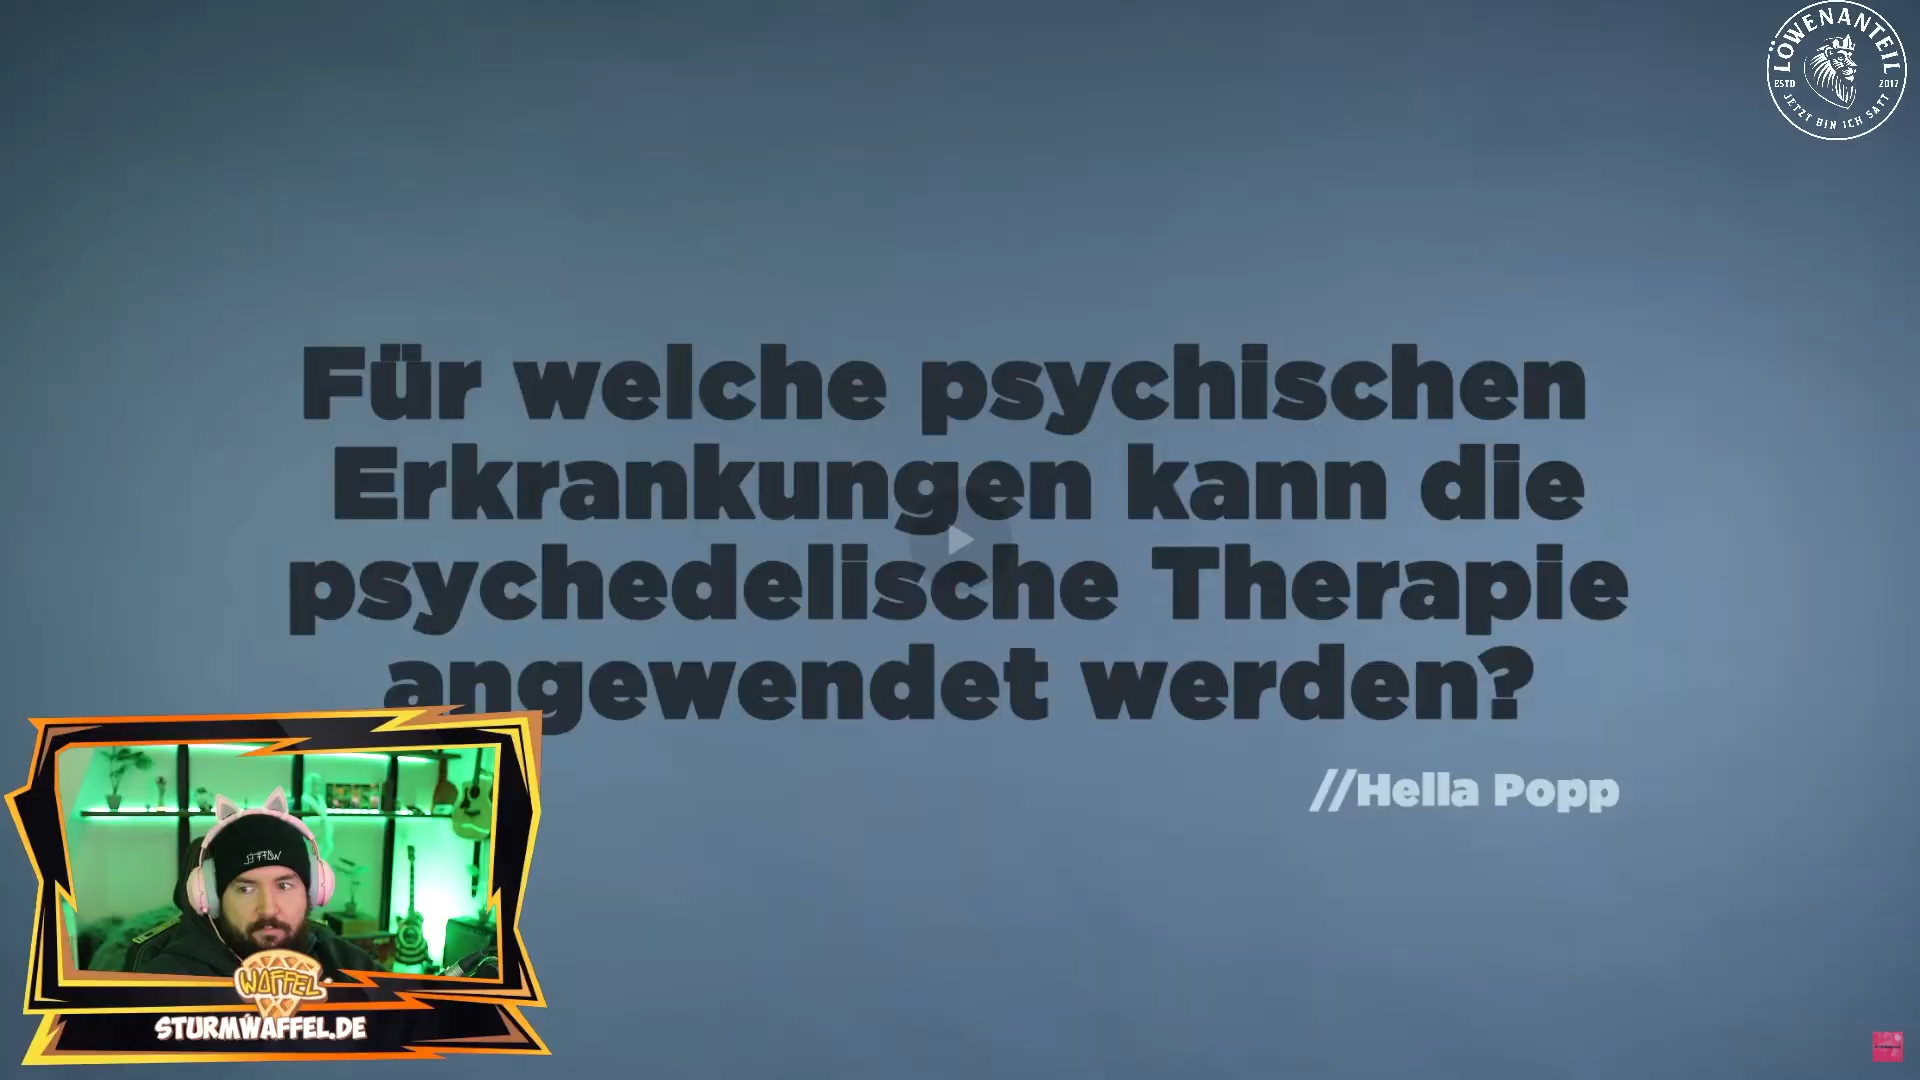 LÖWENANTEIL
ESTD 2017
JETZT BIN ICH SATT
Für welche psychischen
Erkrankungen kann die
psychedelische Therapie
angewendet werden?
//Hella Popp
WAFFEL
WAFFEL
STURMWAFFEL.DE